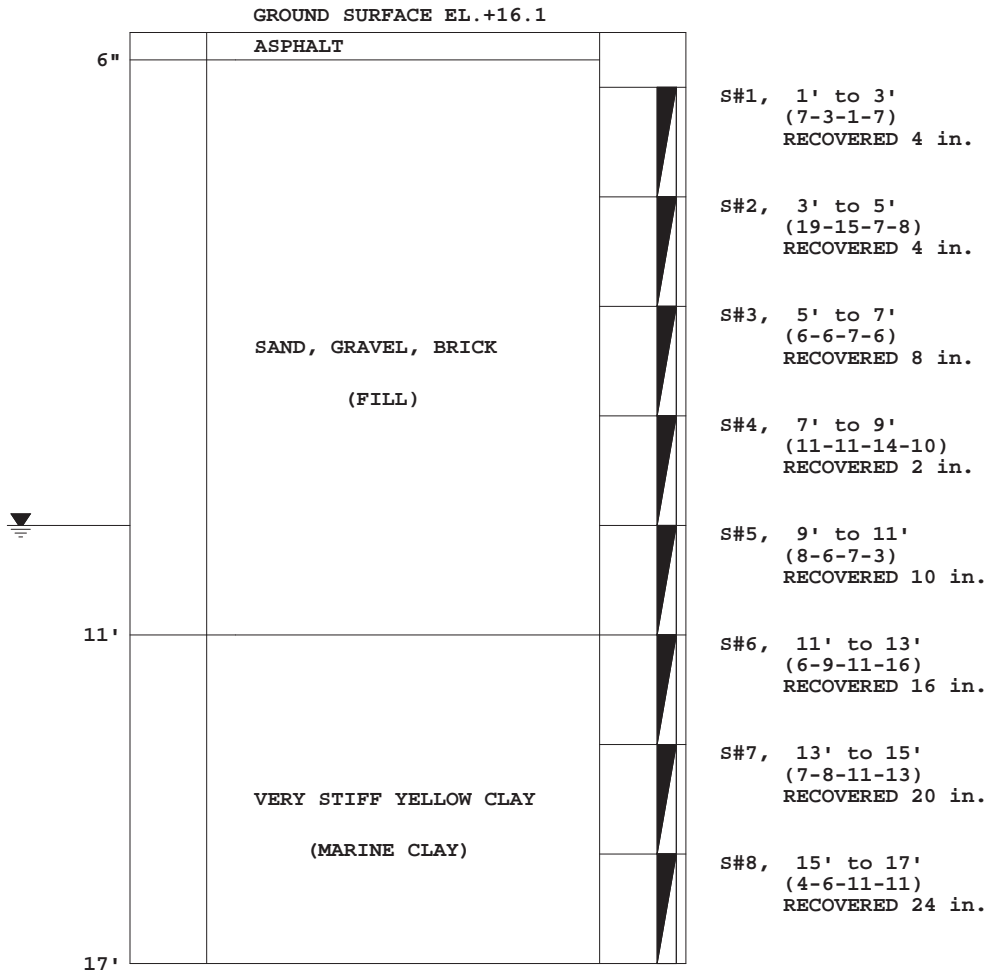 GROUND SURFACE EL.+16.1
ASPHALT
6"
S#1, 1' to 3'
(7-3-1-7)
RECOVERED 4 in.
S#2, 3' to 5'
(19-15-7-8)
RECOVERED 4 in.
S#3, 5' to 7'
(6-6-7-6)
RECOVERED 8 in.
SAND, GRAVEL, BRICK
(FILL)
S#4, 7' to 9'
(11-11-14-10)
RECOVERED 2 in.
S#5, 9' to 11'
(8-6-7-3)
RECOVERED 10 in.
11'
S#6, 11' to 13'
(6-9-11-16)
RECOVERED 16 in.
S#7, 13' to 15'
(7-8-11-13)
RECOVERED 20 in.
VERY STIFF YELLOW CLAY
(MARINE CLAY)
S#8, 15' to 17'
(4-6-11-11)
RECOVERED 24 in.
17'